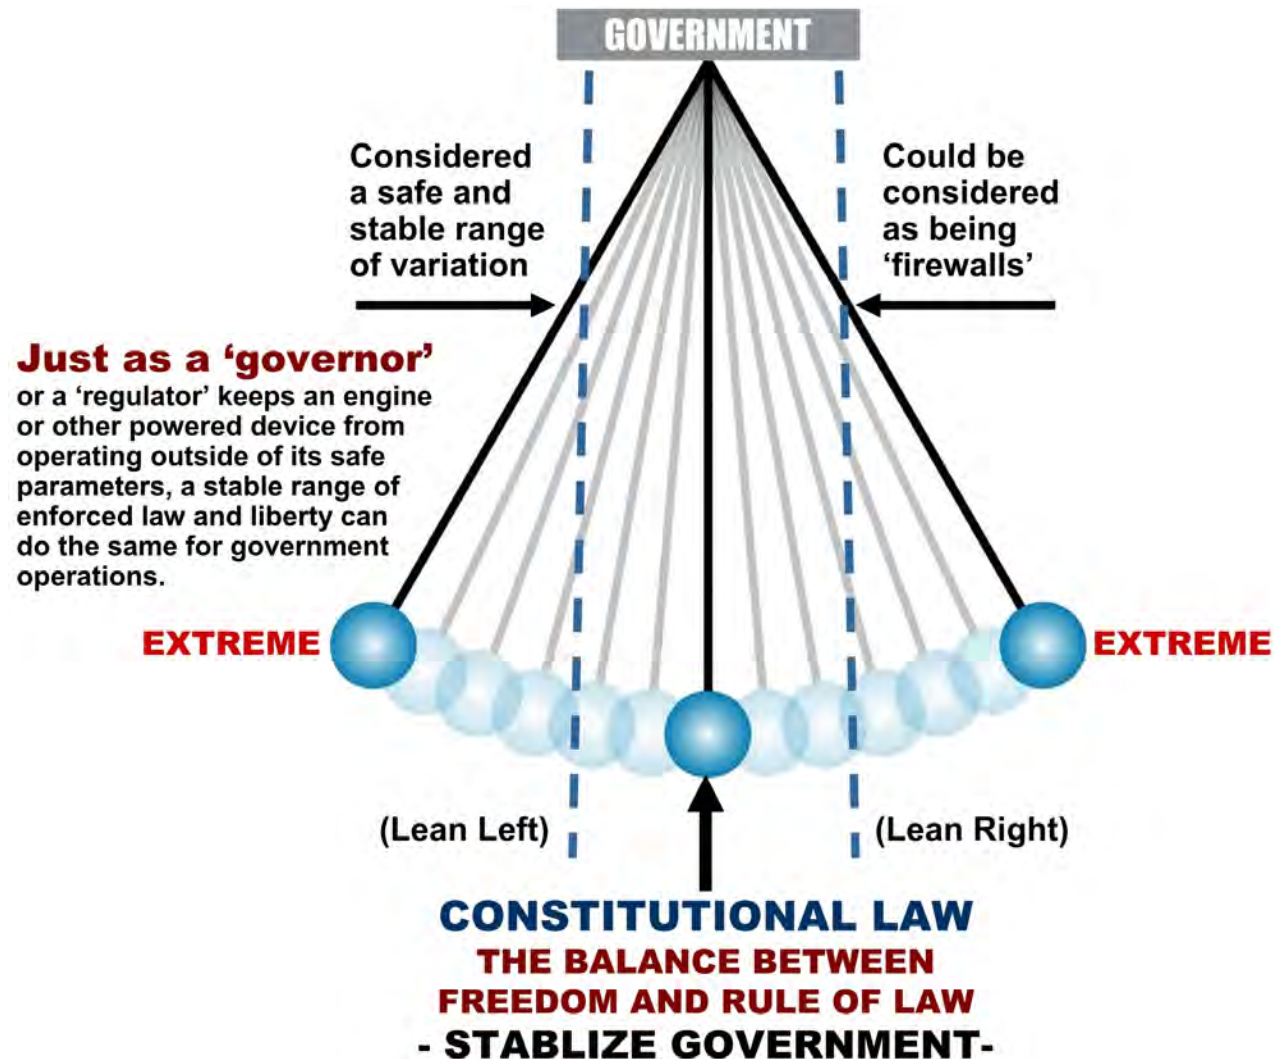 GOVERNMENT
Considered
a safe and
stable range
of variation
Could be
considered
as being
‘firewalls’
Just as a ‘governor’
or a ‘regulator’ keeps an engine
or other powered device from
operating outside of its safe
parameters, a stable range of
enforced law and liberty can
do the same for government
operations.
EXTREME
EXTREME
(Lean Left)
(Lean Right)
CONSTITUTIONAL LAW
THE BALANCE BETWEEN
FREEDOM AND RULE OF LAW
- STABLIZE GOVERNMENT-